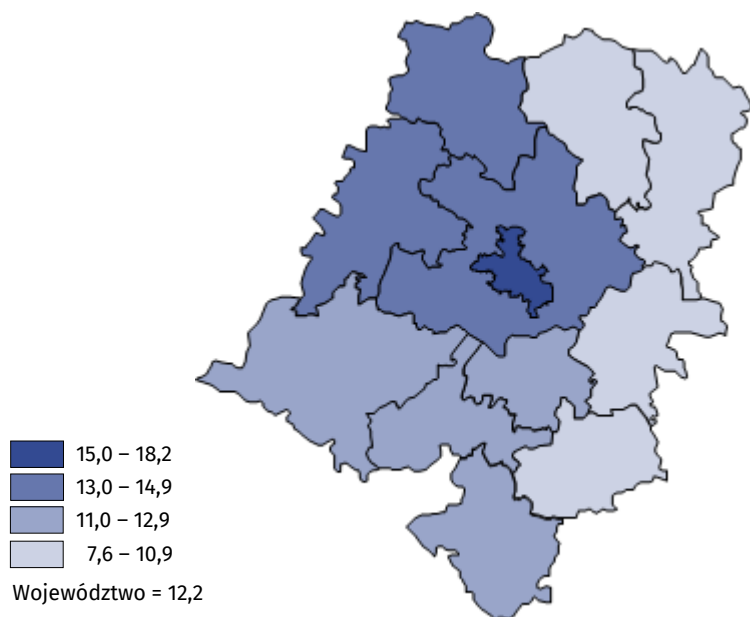 15,0 – 18,2
13,0 – 14,9
11,0 – 12,9
7,6 – 10,9
Województwo = 12,2